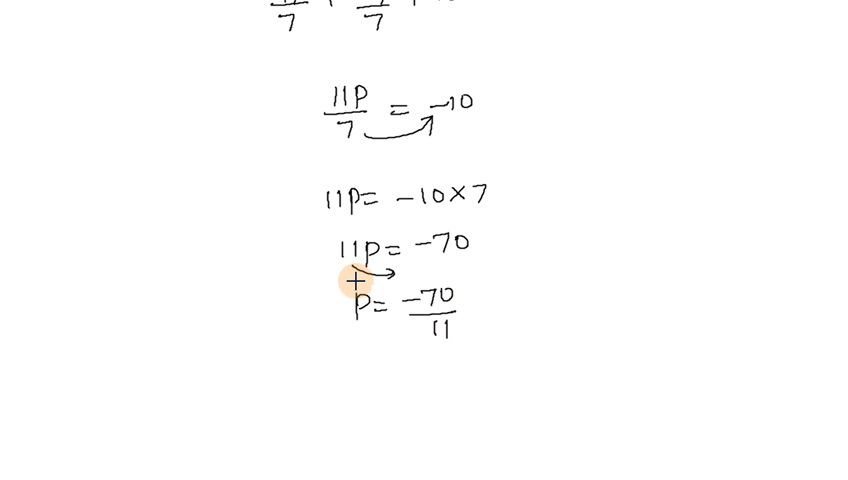 11P/7 = -10
11P= -10×7
11P= -70
P= -70/11